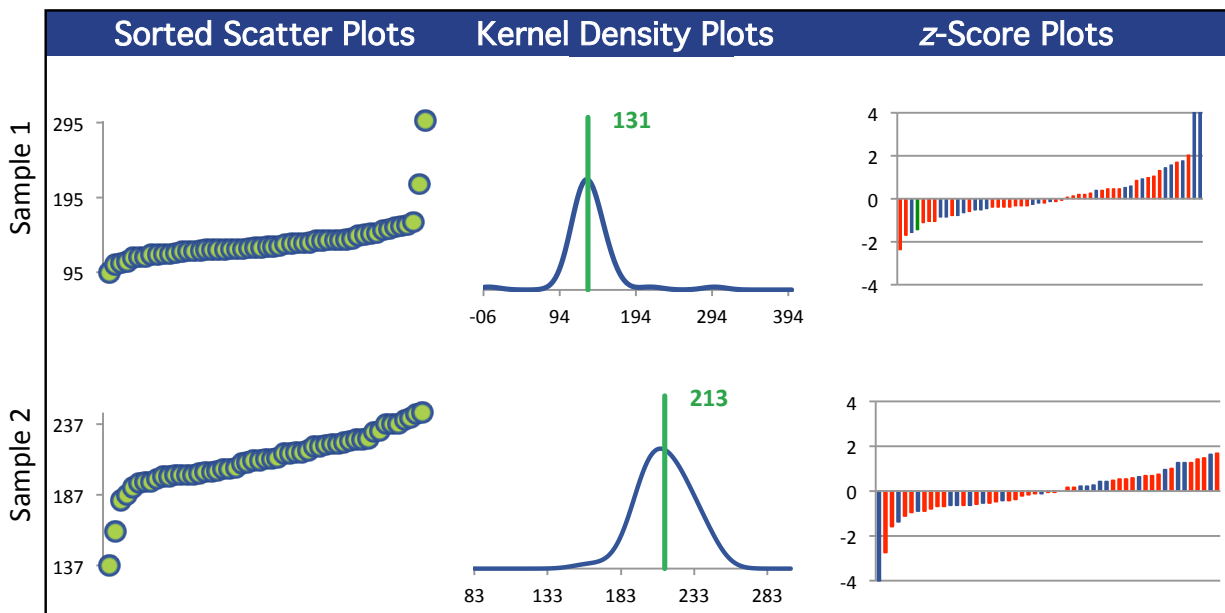 Sorted Scatter Plots
Kernel Density Plots
z-Score Plots
Sample 1
295
195
95
131
-06 94 194 294 394
4
2
0
-2
-4
Sample 2
237
187
137
213
83 133 183 233 283
4
2
0
-2
-4